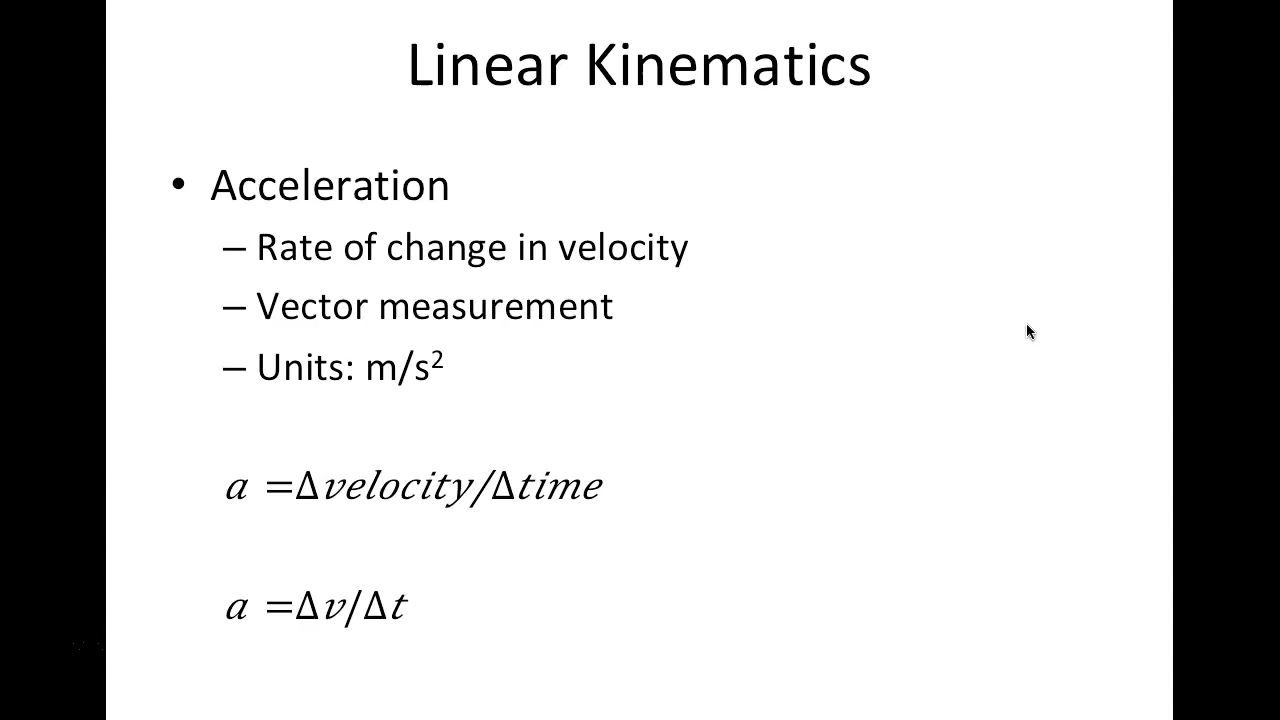 Linear Kinematics
• Acceleration
– Rate of change in velocity
– Vector measurement
– Units: m/s²
a =Δvelocity/Δtime
a =Δv/Δt